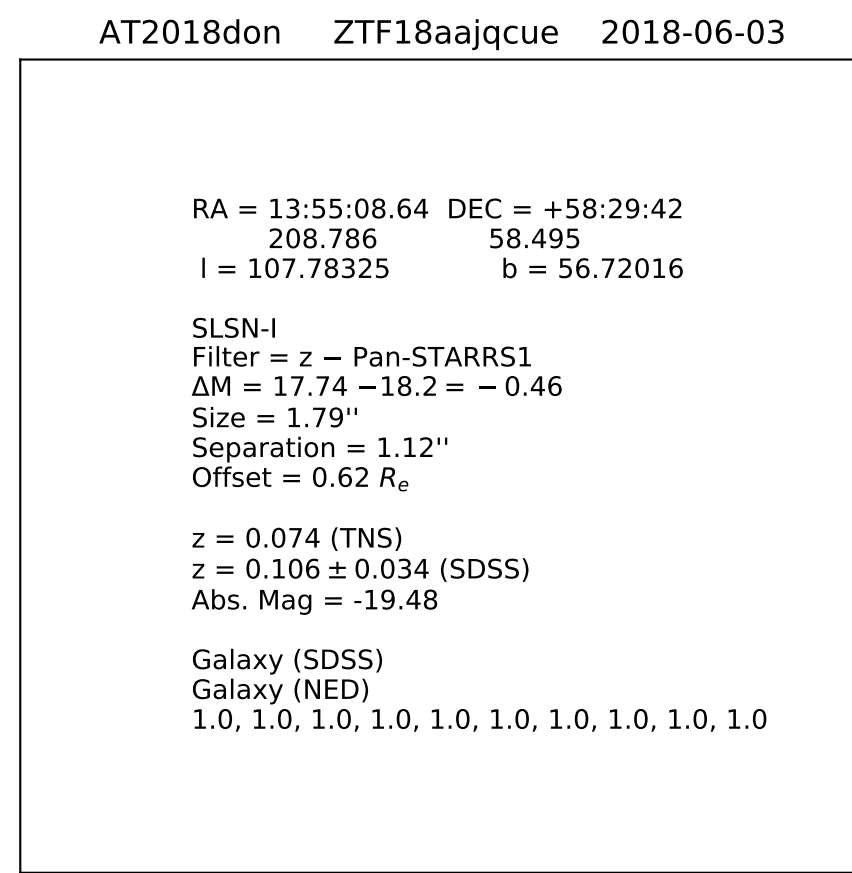 AT2018don ZTF18aajqcue 2018-06-03
RA = 13:55:08.64 DEC = +58:29:42
208.786 58.495
l = 107.78325 b = 56.72016
SLSN-I
Filter = z − Pan-STARRS1
ΔM = 17.74 −18.2 = − 0.46
Size = 1.79''
Separation = 1.12''
Offset = 0.62 Re
z = 0.074 (TNS)
z = 0.106 ± 0.034 (SDSS)
Abs. Mag = -19.48
Galaxy (SDSS)
Galaxy (NED)
1.0, 1.0, 1.0, 1.0, 1.0, 1.0, 1.0, 1.0, 1.0, 1.0